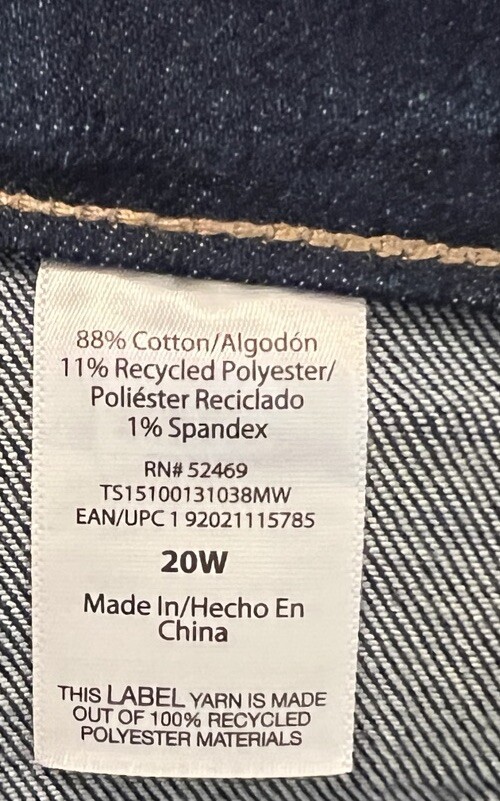 88% Cotton/Algodón
11% Recycled Polyester/
Poliéster Reciclado
1% Spandex
RN# 52469
TS15100131038MW
EAN/UPC 1 92021115785
20W
Made In/Hecho En
China
THIS LABEL YARN IS MADE
OUT OF 100% RECYCLED
POLYESTER MATERIALS